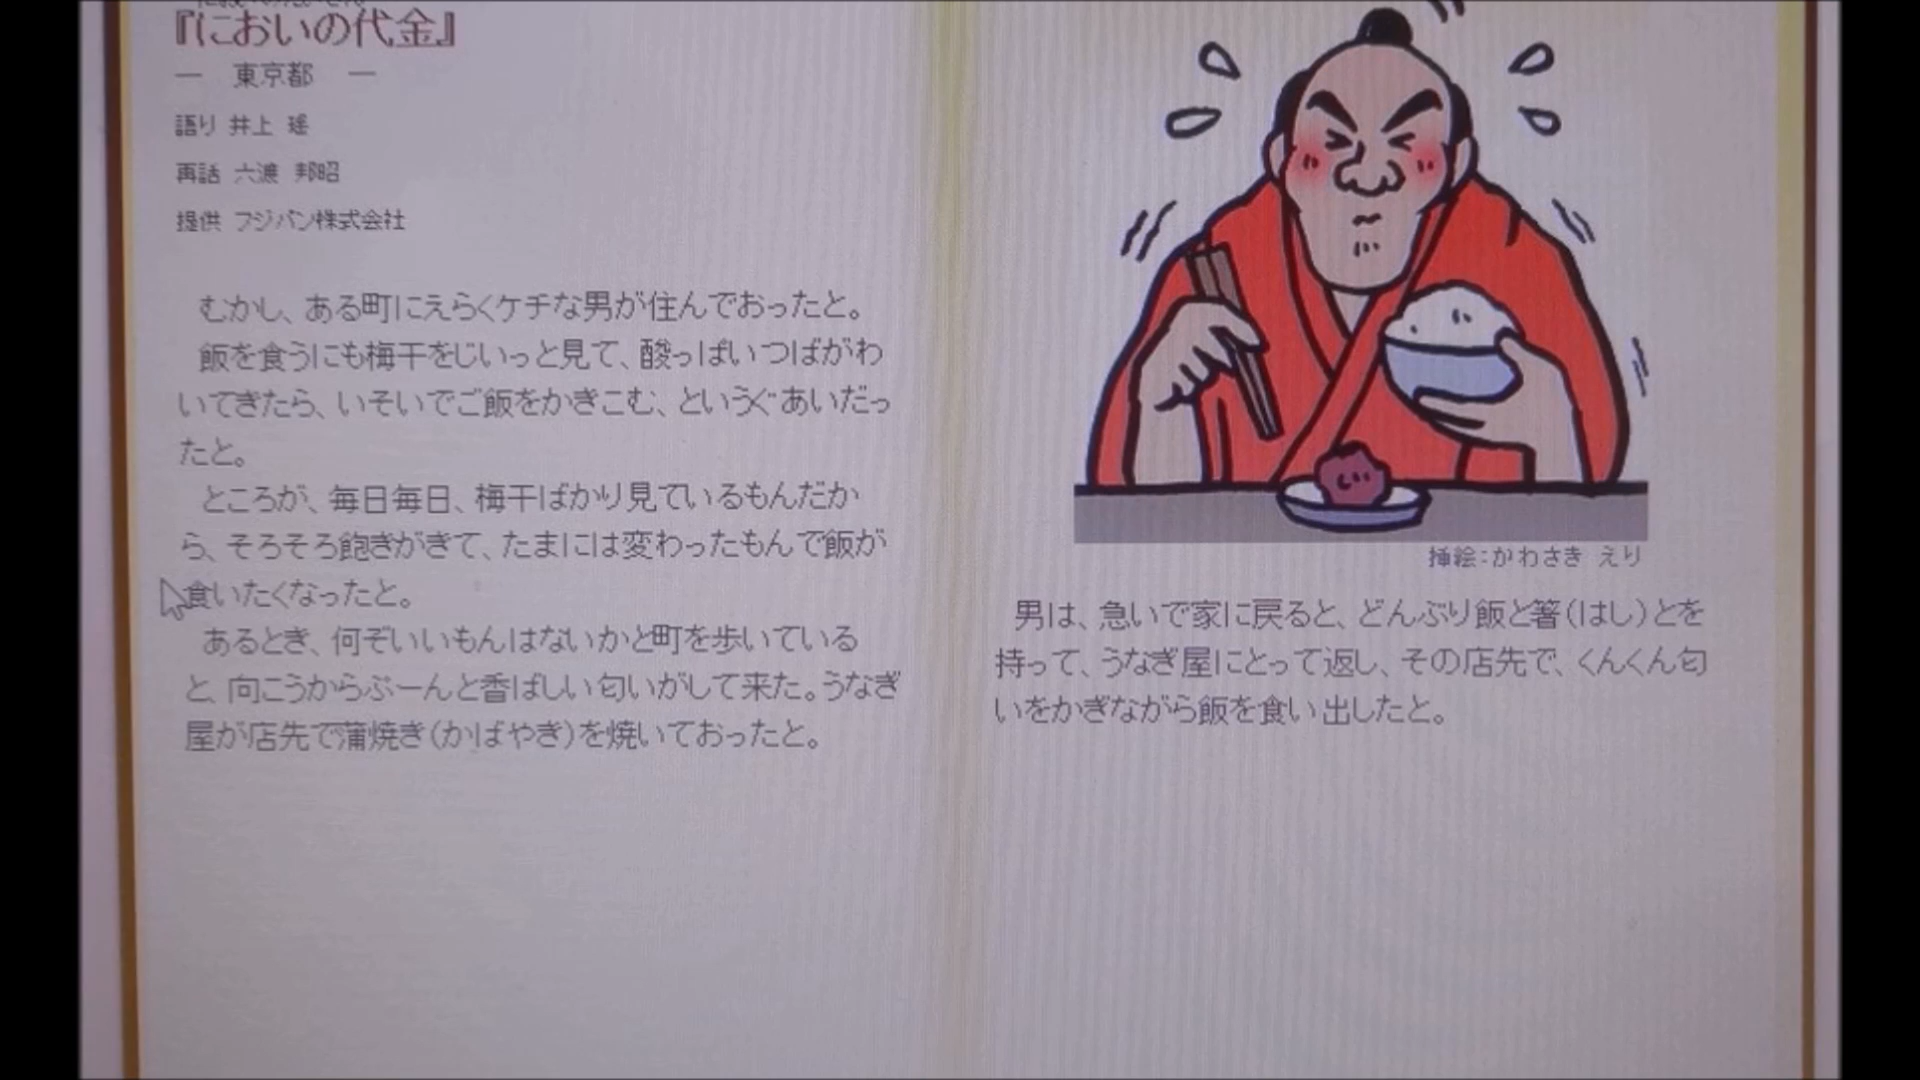 『においの代金』
― 東京都 ―
語り 井上 瑤
再話 六渡 邦昭
提供 フジパン株式会社
むかし、ある町にえらくケチな男が住んでおったと。
飯を食うにも梅干をじいっと見て、酸っぱいつばがわ
いてきたら、いそいでご飯をかきこむ、というぐあいだっ
たと。
ところが、毎日毎日、梅干ばかり見ているもんだか
ら、そろそろ飽きがきて、たまには変わったもんで飯が
食いたくなったと。
あるとき、何ぞいいもんはないかと町を歩いている
と、向こうからぷーんと香ばしい匂いがして来た。うなぎ
屋が店先で蒲焼き(かばやき)を焼いておったと。
挿絵:かわさき えり
男は、急いで家に戻ると、どんぶり飯と箸(はし)とを
持って、うなぎ屋にとって返し、その店先で、くんくん匂
いをかぎながら飯を食い出したと。